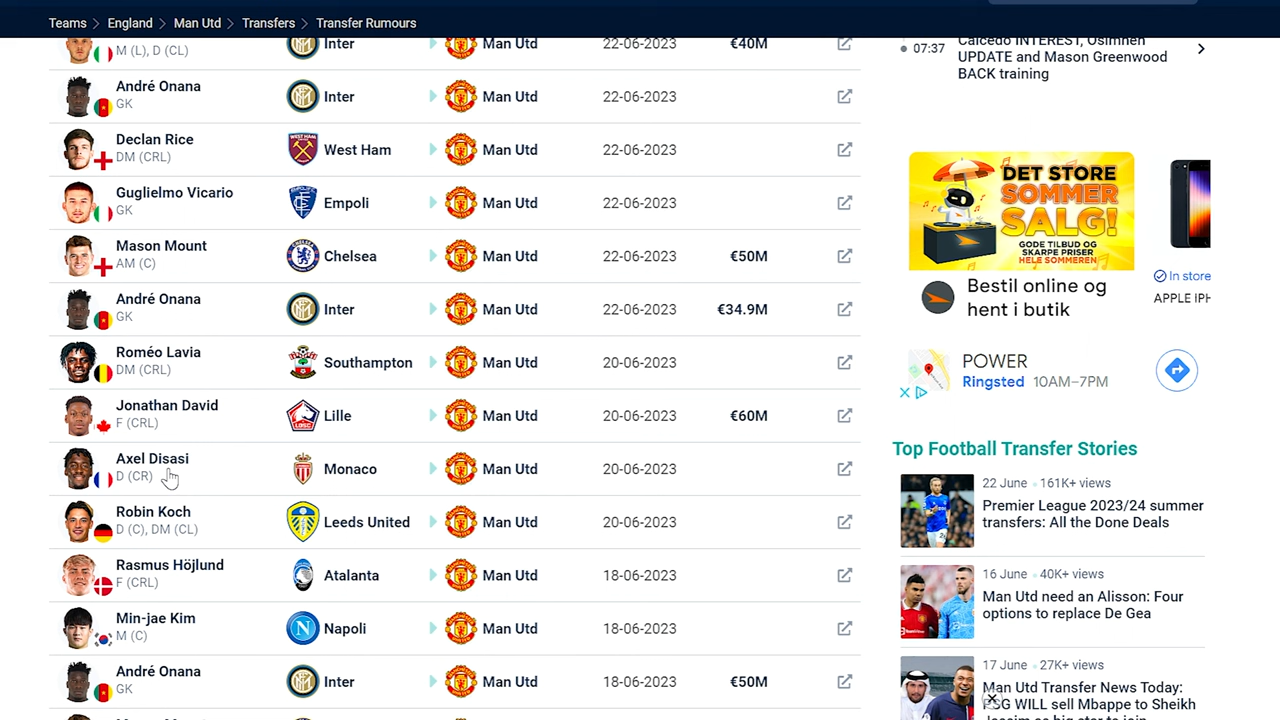 Teams > England > Man Utd > Transfers > Transfer Rumours
M (L), D (CL) Inter Man Utd 22-06-2023 €40M
André Onana
GK
Inter Man Utd 22-06-2023
Declan Rice
DM (CRL)
West Ham Man Utd 22-06-2023
Guglielmo Vicario
GK
Empoli Man Utd 22-06-2023
Mason Mount
AM (C)
Chelsea Man Utd 22-06-2023 €50M
André Onana
GK
Inter Man Utd 22-06-2023 €34.9M
Roméo Lavia
DM (CRL)
Southampton Man Utd 20-06-2023
Jonathan David
F (CRL)
Lille Man Utd 20-06-2023 €60M
Axel Disasi
D (CR)
Monaco Man Utd 20-06-2023
Robin Koch
D (C), DM (CL)
Leeds United Man Utd 20-06-2023
Rasmus Höjlund
F (CRL)
Atalanta Man Utd 18-06-2023
Min-jae Kim
M (C)
Napoli Man Utd 18-06-2023
André Onana
GK
Inter Man Utd 18-06-2023 €50M
07:37
Caicedo INTEREST, Osimhen
UPDATE and Mason Greenwood
BACK training
DET STORE
SOMMER
SALG!
GODE TILBUD OG
SKARPE PRISER
HELE SOMMEREN
Bestil online og
hent i butik
In store
APPLE IPH
POWER
Ringsted 10AM–7PM
Top Football Transfer Stories
22 June 161K+ views
Premier League 2023/24 summer
transfers: All the Done Deals
16 June 40K+ views
Man Utd need an Alisson: Four
options to replace De Gea
17 June 27K+ views
Man Utd Transfer News Today:
PSG WILL sell Mbappe to Sheikh